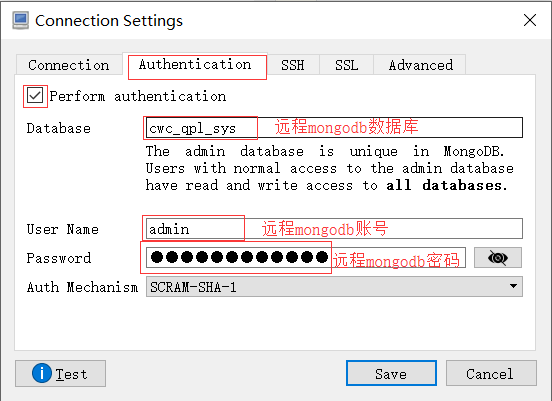 Connection Settings
Connection Authentication SSH SSL Advanced
Perform authentication
Database cwc_qpl_sys 远程mongodb数据库
The admin database is unique in MongoDB.
Users with normal access to the admin database
have read and write access to all databases.
User Name admin 远程mongodb账号
Password ●●●●●●●●●●●● 远程mongodb密码
Auth Mechanism SCRAM-SHA-1
Test Save Cancel